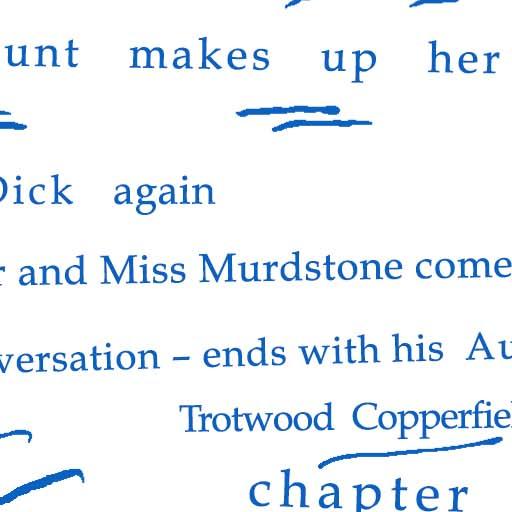 unt makes up her
Dick again
r and Miss Murdstone come
versation – ends with his Au
Trotwood Copperfiel
chapter